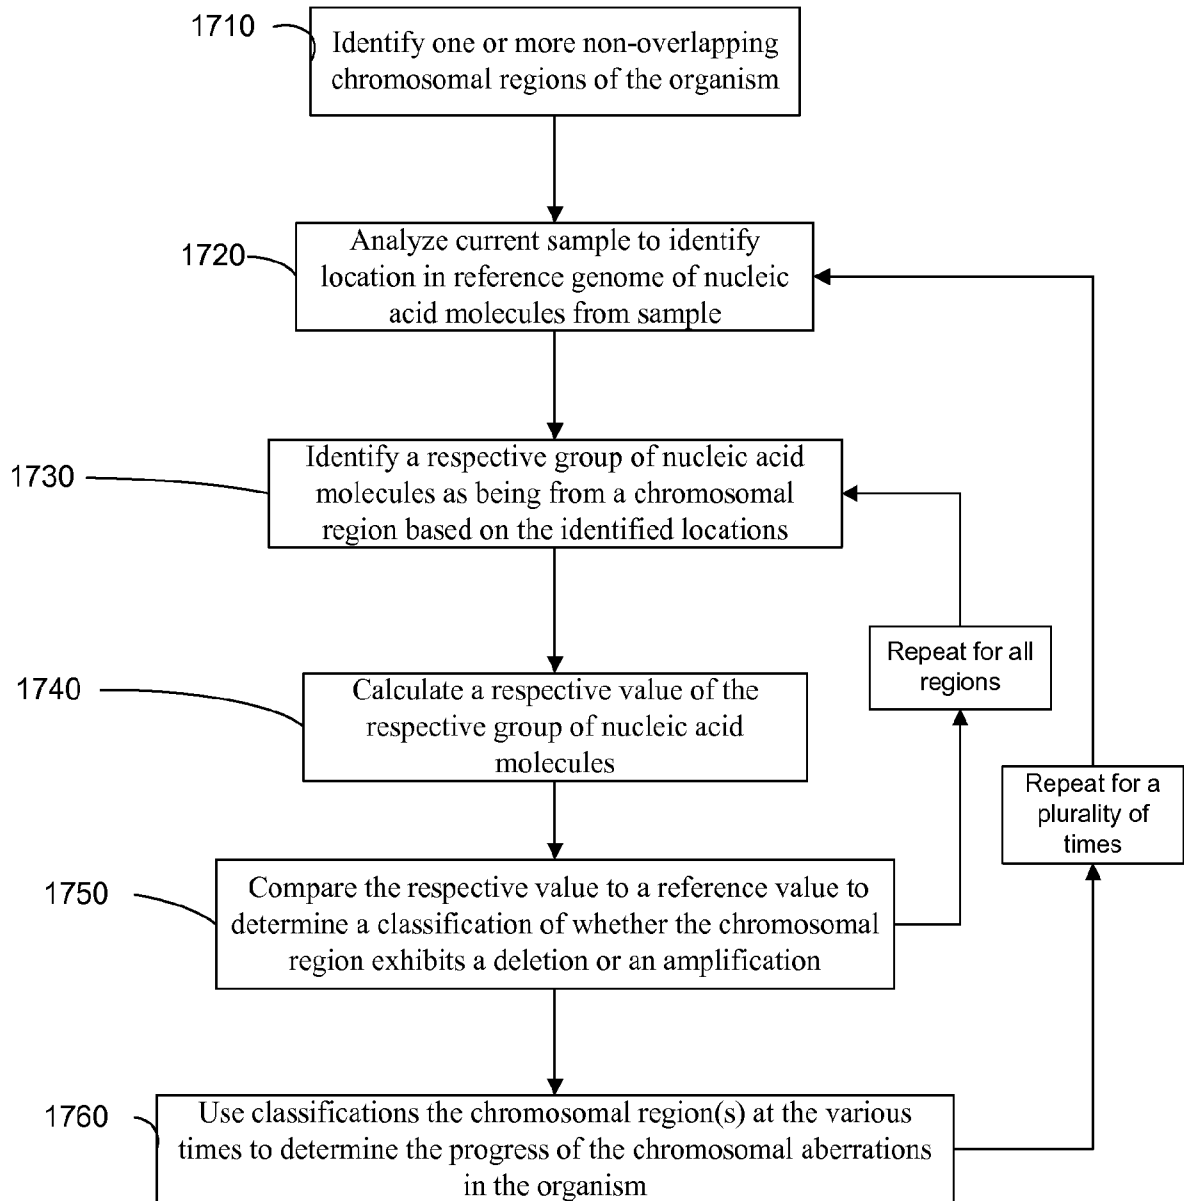 1710
Identify one or more non-overlapping
chromosomal regions of the organism
1720
Analyze current sample to identify
location in reference genome of nucleic
acid molecules from sample
1730
Identify a respective group of nucleic acid
molecules as being from a chromosomal
region based on the identified locations
Repeat for all
regions
1740
Calculate a respective value of the
respective group of nucleic acid
molecules
Repeat for a
plurality of
times
1750
Compare the respective value to a reference value to
determine a classification of whether the chromosomal
region exhibits a deletion or an amplification
1760
Use classifications the chromosomal region(s) at the various
times to determine the progress of the chromosomal aberrations
in the organism